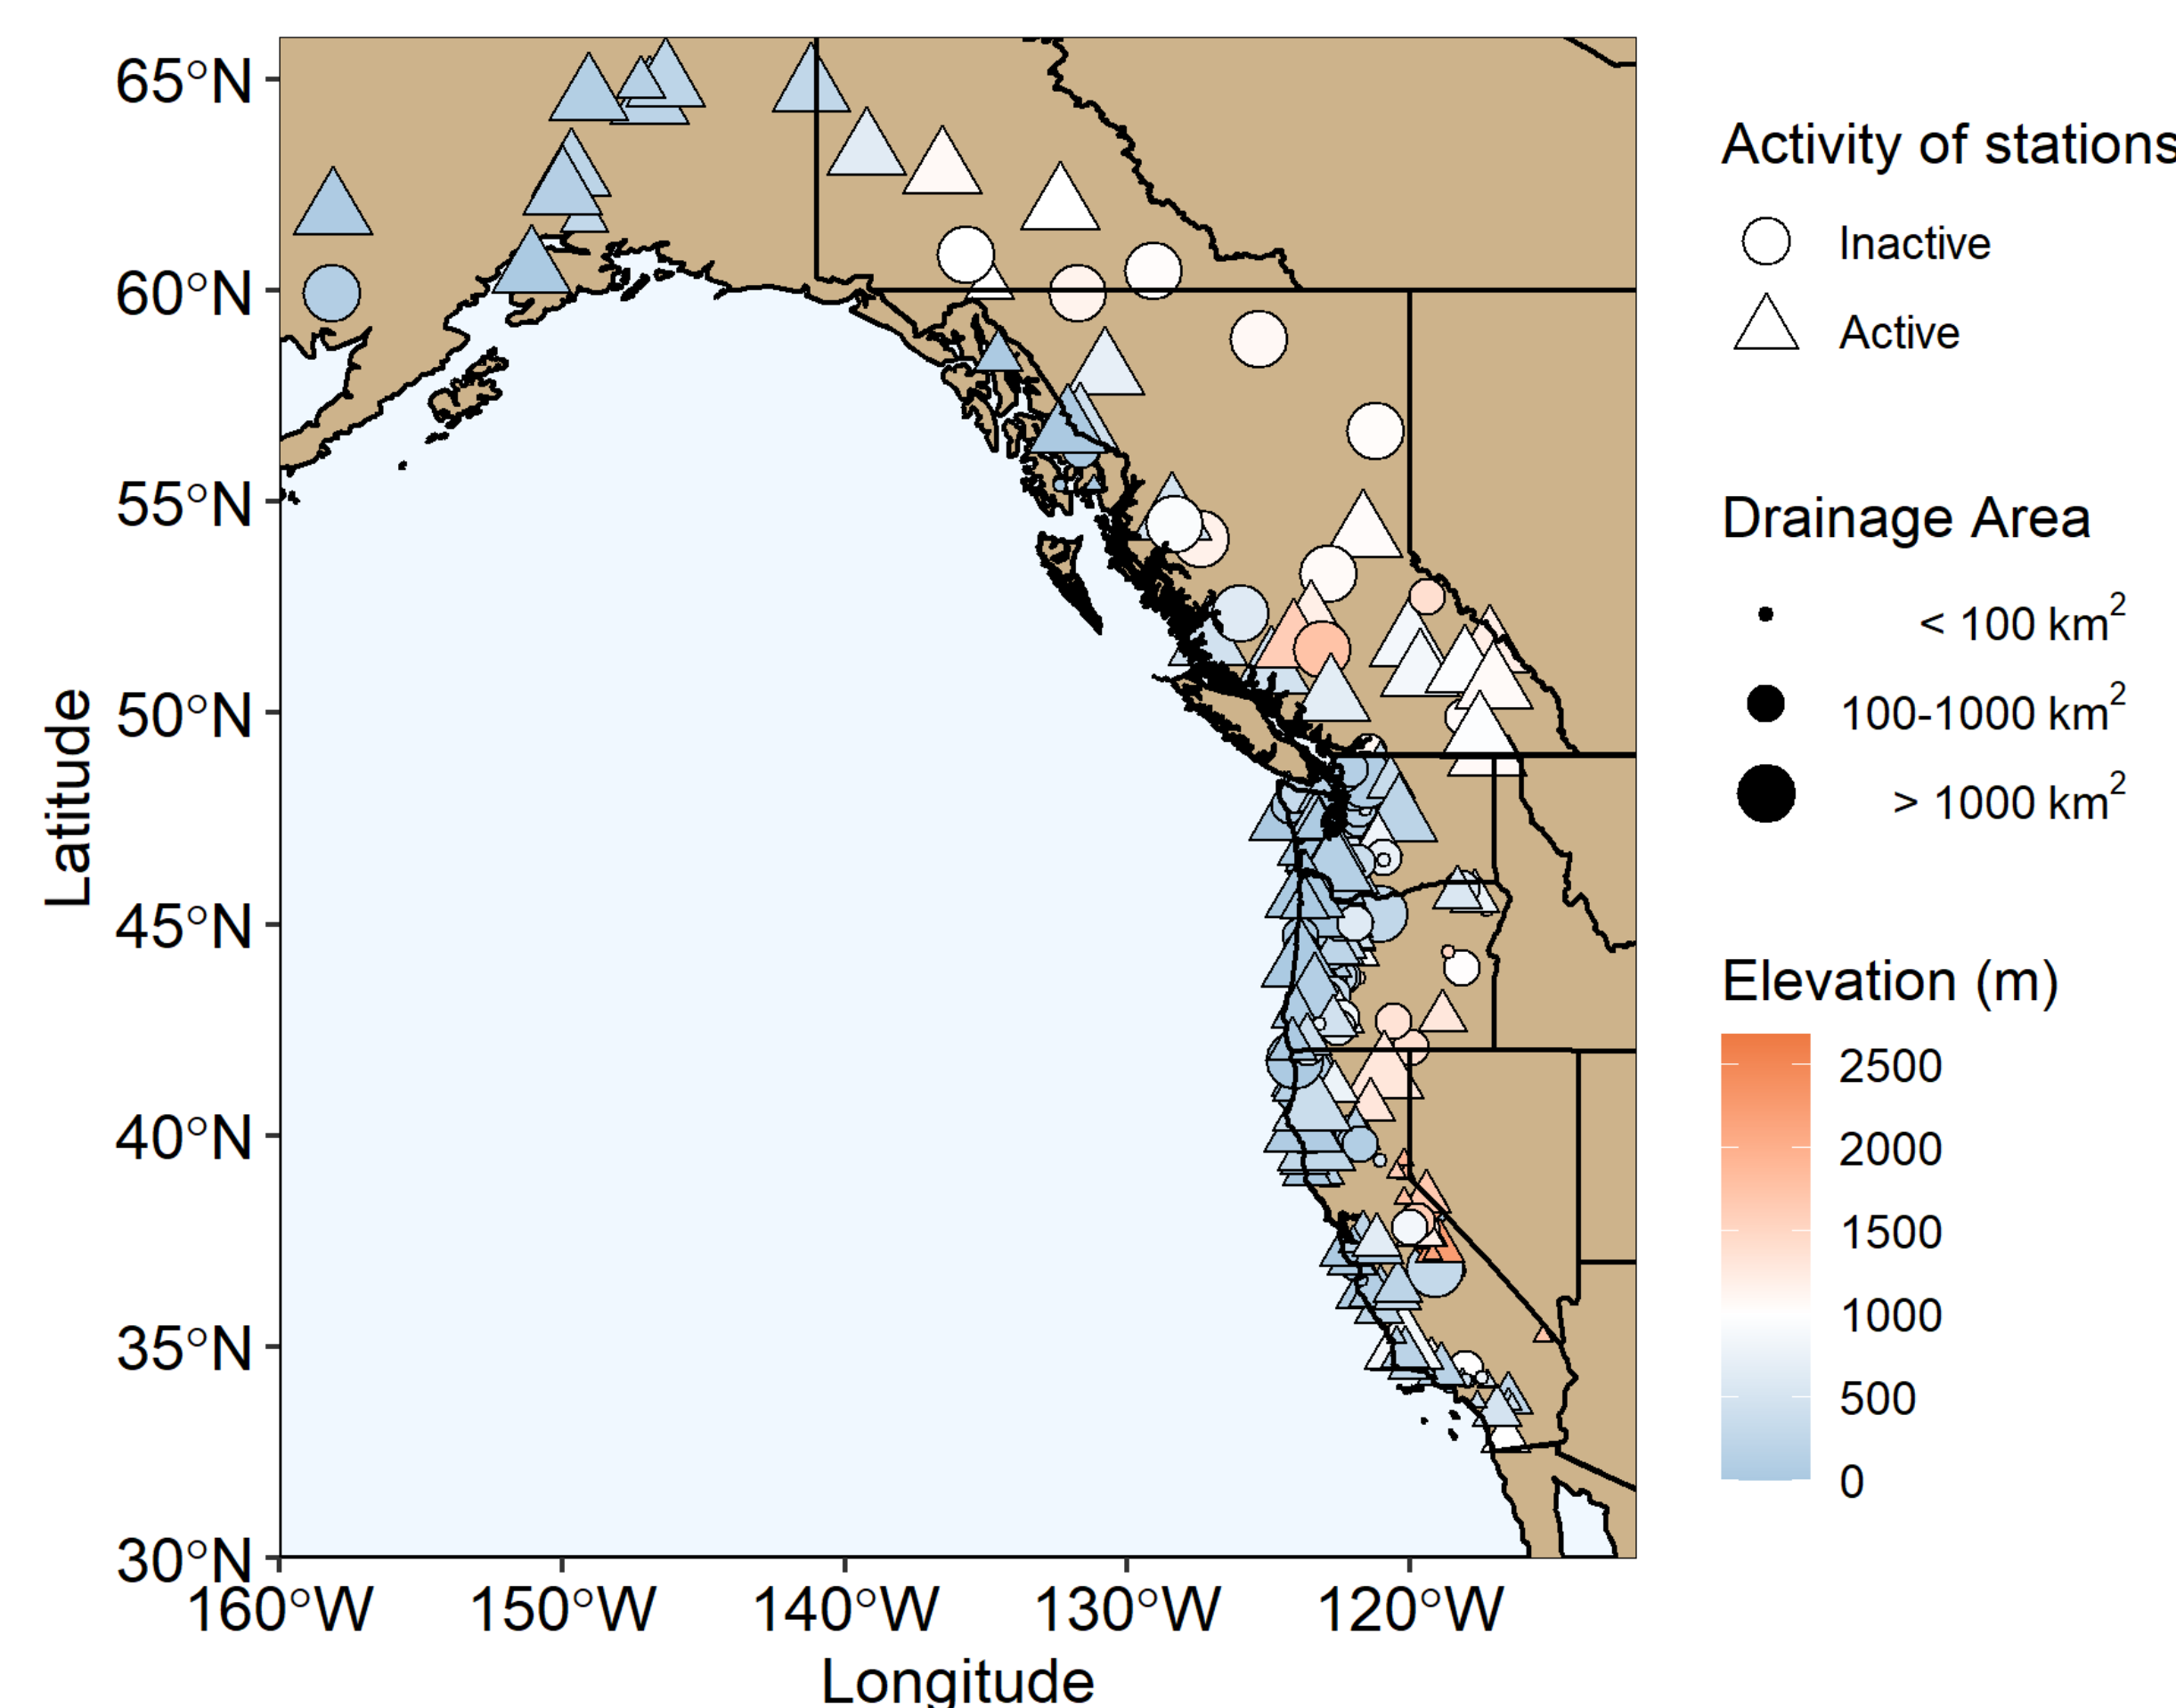 65°N
60°N
55°N
50°N
45°N
40°N
35°N
30°N
Latitude
160°W 150°W 140°W 130°W 120°W
Longitude
Activity of stations
Inactive
Active
Drainage Area
< 100 km²
100-1000 km²
> 1000 km²
Elevation (m)
2500
2000
1500
1000
500
0